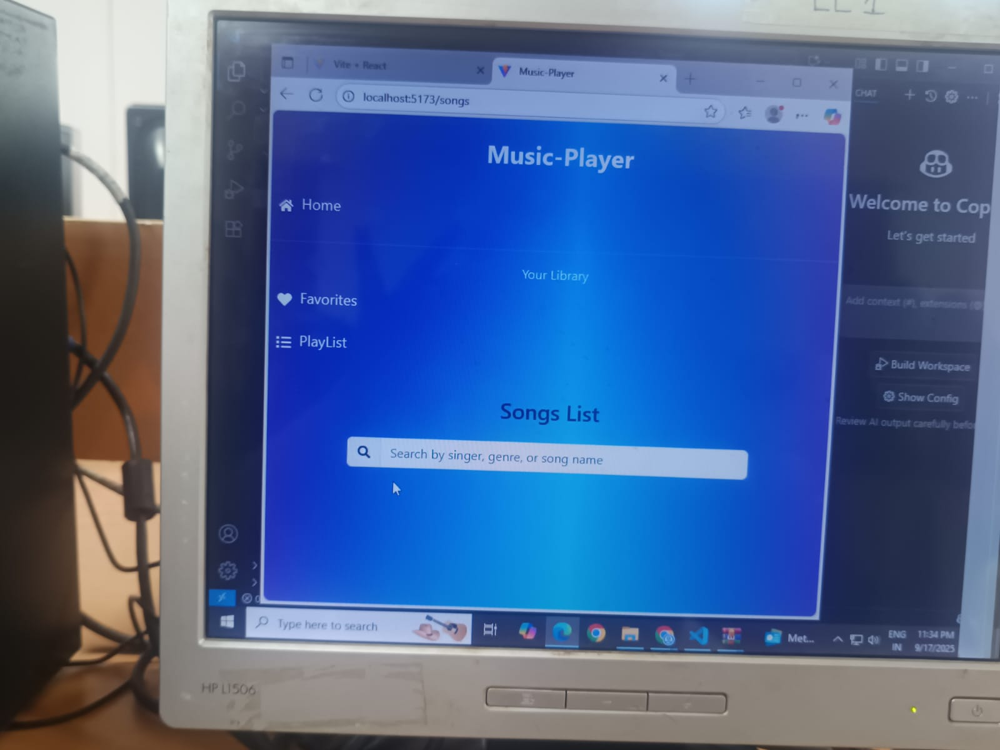 LL 1
Vite + React
Music-Player
localhost:5173/songs
CHAT
Music-Player
Home
Your Library
Favorites
PlayList
Songs List
Search by singer, genre, or song name
Welcome to Cop
Let's get started
Add context (#), extensions (@
Build Workspace
Show Config
Review AI output carefully befo
0
Type here to search
Met...
ENG
IN
11:34 PM
9/17/2025
HP L1506